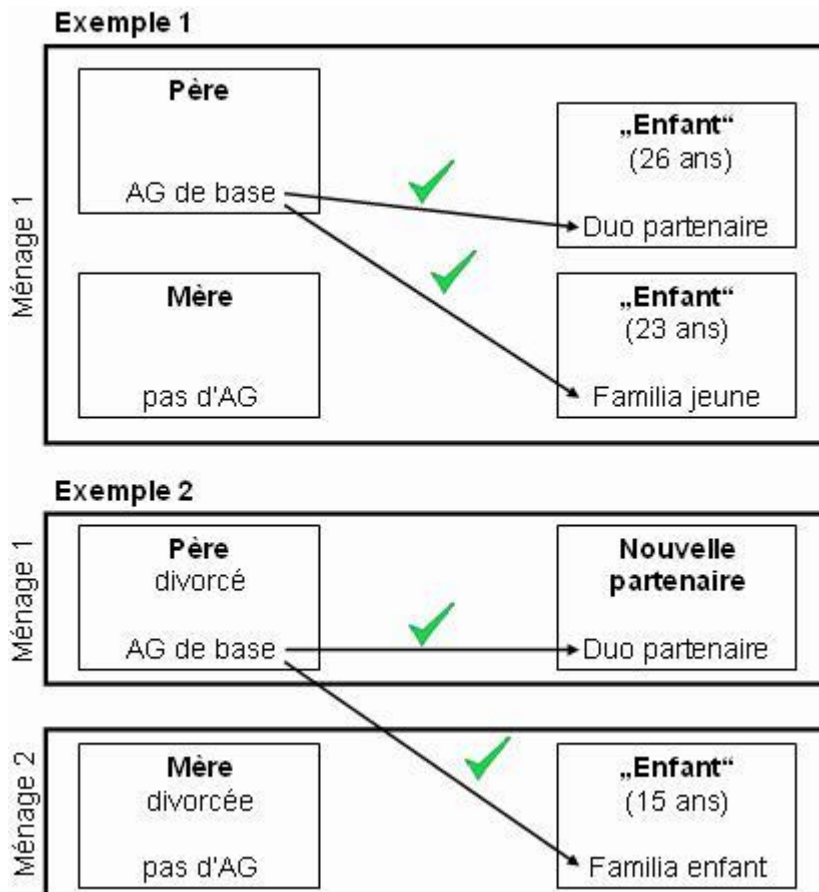 Exemple 1
Ménage 1
Père
AG de base
„Enfant“
(26 ans)
Duo partenaire
Mère
pas d'AG
„Enfant“
(23 ans)
Familia jeune
Exemple 2
Ménage 1
Père
divorcé
AG de base
Nouvelle
partenaire
Duo partenaire
Ménage 2
Mère
divorcée
pas d'AG
„Enfant“
(15 ans)
Familia enfant